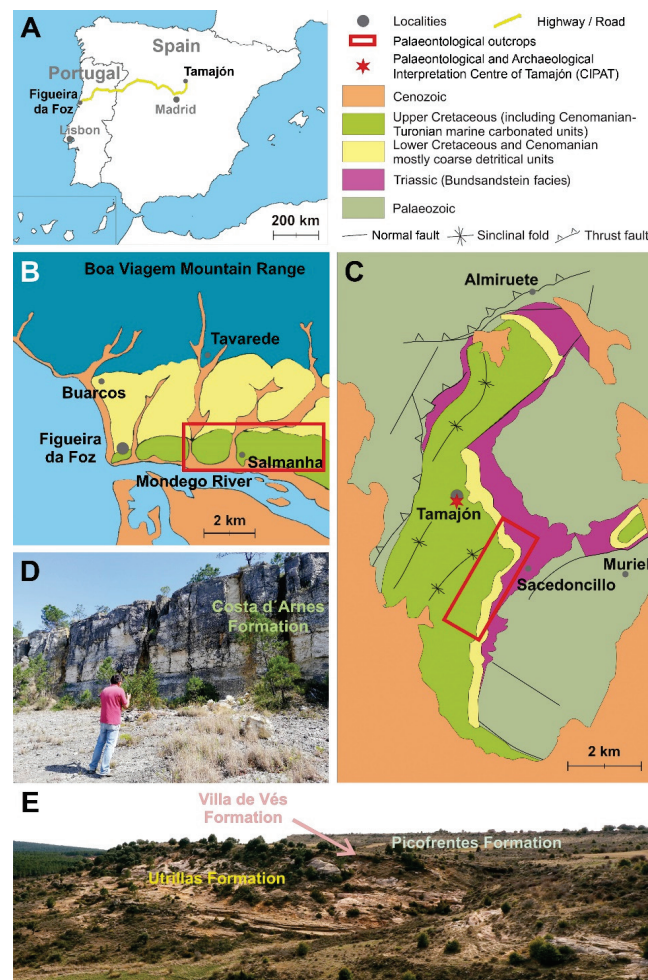 A
Spain
Portugal
Tamajón
Figueira
da Foz
Madrid
Lisbon
200 km
Localities
Highway / Road
Palaeontological outcrops
Palaeontological and Archaeological
Interpretation Centre of Tamajón (CIPAT)
Cenozoic
Upper Cretaceous (including Cenomanian-
Turonian marine carbonated units)
Lower Cretaceous and Cenomanian
mostly coarse detritical units
Triassic (Bundsandstein facies)
Palaeozoic
Normal fault
Sinclinal fold
Thrust fault
B
Boa Viagem Mountain Range
Tavarede
Buarcos
Figueira
da Foz
Salmanha
Mondego River
2 km
C
Almiruete
Tamajón
Sacedoncillo
Muriel
2 km
D
Costa d´Arnes
Formation
E
Villa de Vés
Formation
Picofrentes Formation
Utrillas Formation